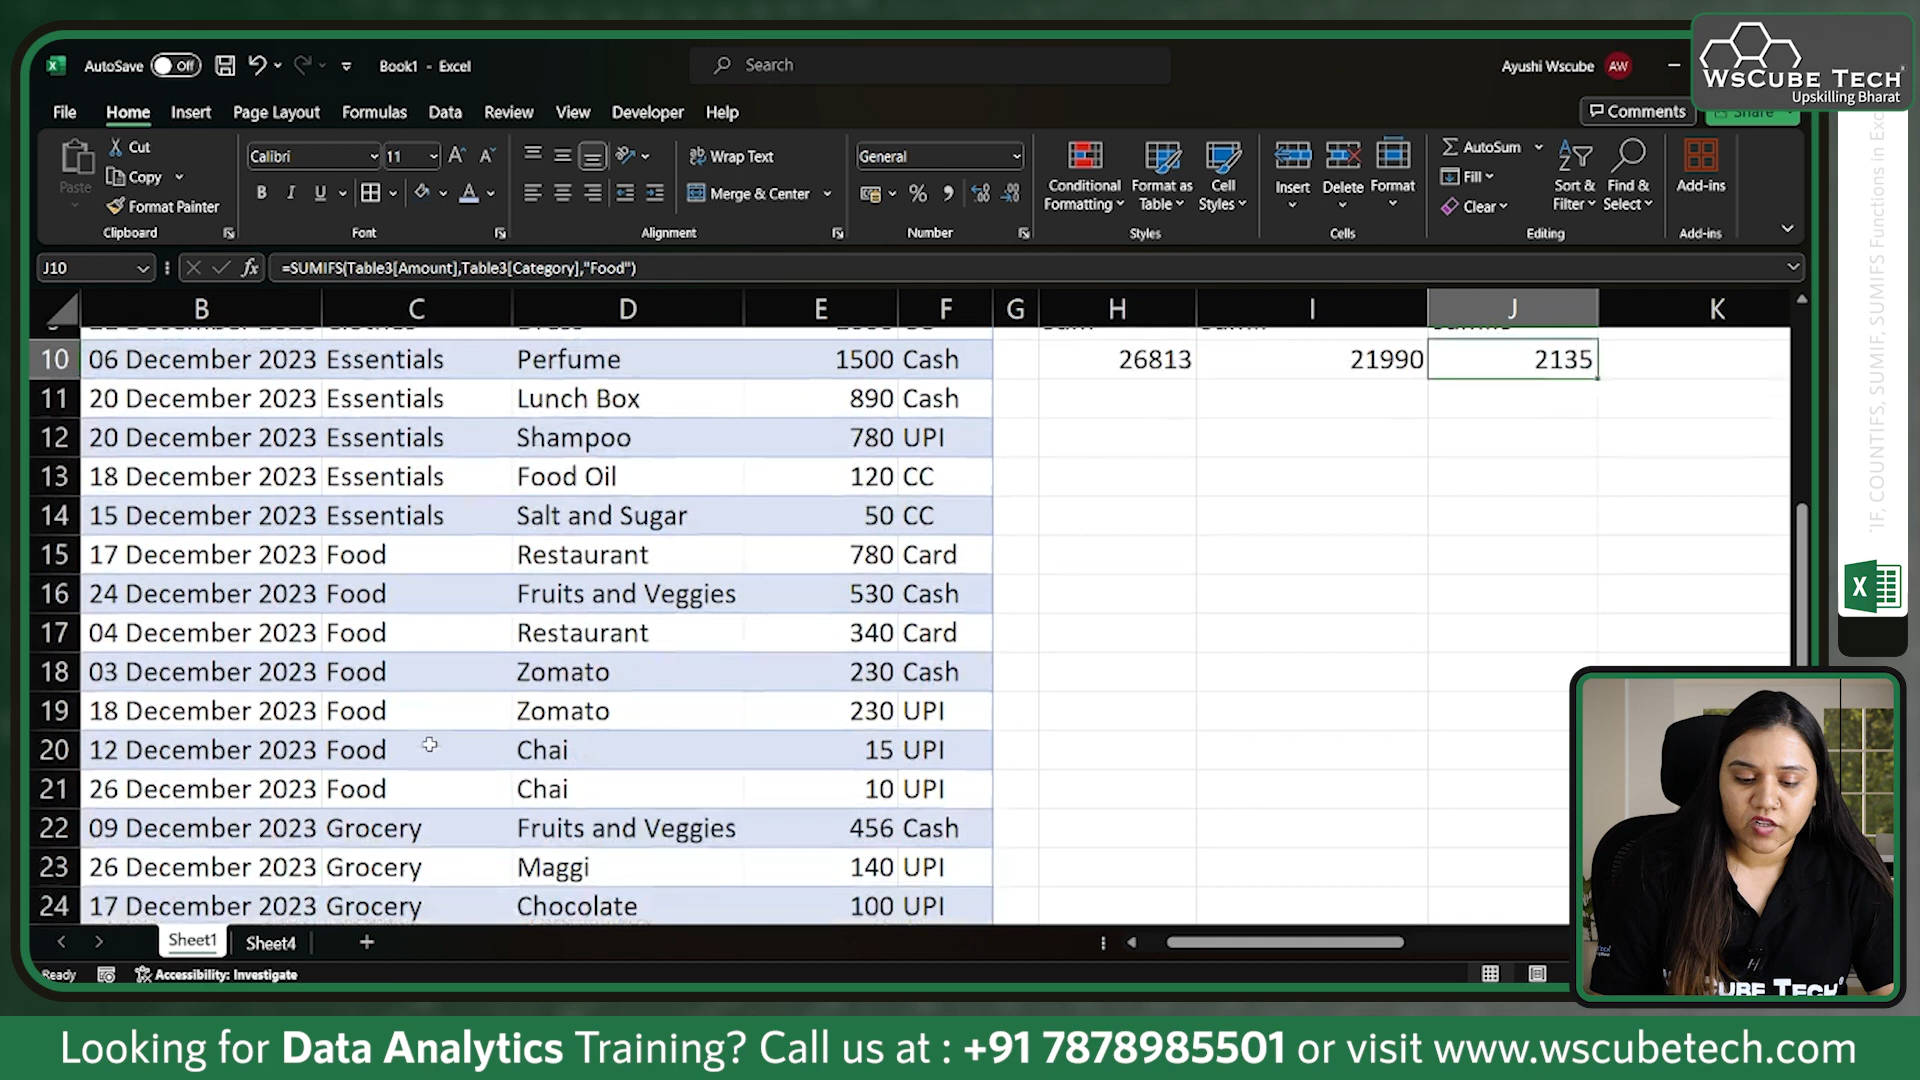 AutoSave Off Book1 - Excel Search Ayushi Wscube AW
WsCube Tech
Upskilling Bharat
File Home Insert Page Layout Formulas Data Review View Developer Help Comments Share
Paste Cut Copy Format Painter Clipboard
Calibri 11 B I U A Font
Wrap Text Merge & Center Alignment
General % Number
Conditional Formatting Format as Table Cell Styles Styles
Insert Delete Format Cells
AutoSum Fill Clear Sort & Filter Find & Select Editing
Add-ins Add-ins
J10 fx =SUMIFS(Table3[Amount],Table3[Category],"Food")
B C D E F G H I J K
10 06 December 2023 Essentials Perfume 1500 Cash 26813 21990 2135
11 20 December 2023 Essentials Lunch Box 890 Cash
12 20 December 2023 Essentials Shampoo 780 UPI
13 18 December 2023 Essentials Food Oil 120 CC
14 15 December 2023 Essentials Salt and Sugar 50 CC
15 17 December 2023 Food Restaurant 780 Card
16 24 December 2023 Food Fruits and Veggies 530 Cash
17 04 December 2023 Food Restaurant 340 Card
18 03 December 2023 Food Zomato 230 Cash
19 18 December 2023 Food Zomato 230 UPI
20 12 December 2023 Food Chai 15 UPI
21 26 December 2023 Food Chai 10 UPI
22 09 December 2023 Grocery Fruits and Veggies 456 Cash
23 26 December 2023 Grocery Maggi 140 UPI
24 17 December 2023 Grocery Chocolate 100 UPI
Sheet1 Sheet4 +
Ready Accessibility: Investigate
IF, COUNTIFS, SUMIF, SUMIFS Functions in
X
Looking for Data Analytics Training? Call us at : +91 7878985501 or visit www.wscubetech.com